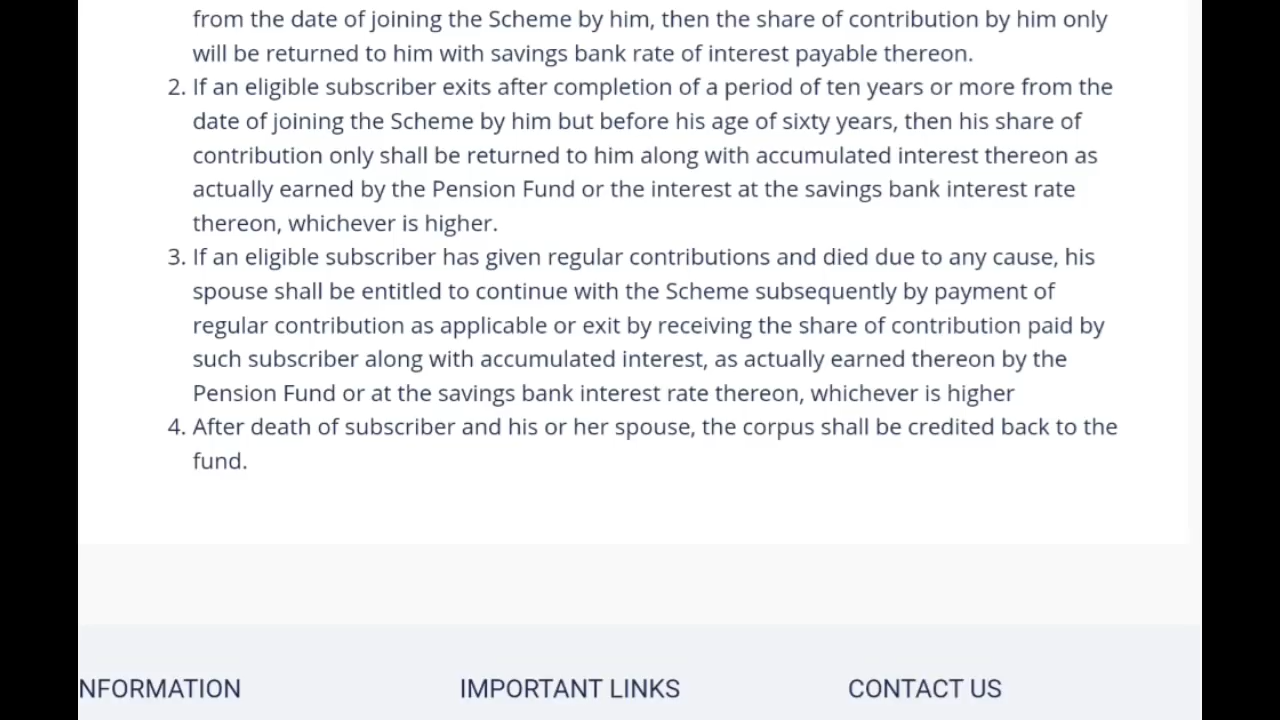 from the date of joining the Scheme by him, then the share of contribution by him only
will be returned to him with savings bank rate of interest payable thereon.
2. If an eligible subscriber exits after completion of a period of ten years or more from the
date of joining the Scheme by him but before his age of sixty years, then his share of
contribution only shall be returned to him along with accumulated interest thereon as
actually earned by the Pension Fund or the interest at the savings bank interest rate
thereon, whichever is higher.
3. If an eligible subscriber has given regular contributions and died due to any cause, his
spouse shall be entitled to continue with the Scheme subsequently by payment of
regular contribution as applicable or exit by receiving the share of contribution paid by
such subscriber along with accumulated interest, as actually earned thereon by the
Pension Fund or at the savings bank interest rate thereon, whichever is higher
4. After death of subscriber and his or her spouse, the corpus shall be credited back to the
fund.
NFORMATION
IMPORTANT LINKS
CONTACT US